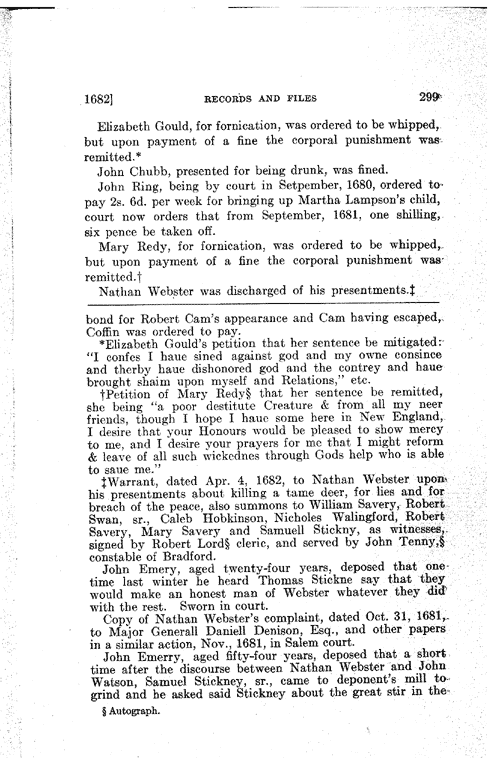 1682] RECORDS AND FILES 299
Elizabeth Gould, for fornication, was ordered to be whipped,
but upon payment of a fine the corporal punishment was
remitted.*
John Chubb, presented for being drunk, was fined.
John Ring, being by court in Setpember, 1680, ordered to
pay 2s. 6d. per week for bringing up Martha Lampson's child,
court now orders that from September, 1681, one shilling,
six pence be taken off.
Mary Redy, for fornication, was ordered to be whipped,
but upon payment of a fine the corporal punishment was
remitted.†
Nathan Webster was discharged of his presentments.‡
bond for Robert Cam's appearance and Cam having escaped,
Coffin was ordered to pay.
*Elizabeth Gould's petition that her sentence be mitigated:
"I confes I haue sined against god and my owne consince
and therby haue dishonored god and the contrey and haue
brought shaim upon myself and Relations," etc.
†Petition of Mary Redy§ that her sentence be remitted,
she being "a poor destitute Creature & from all my neer
friends, though I hope I haue some here in New England,
I desire that your Honours would be pleased to show mercy
to me, and I desire your prayers for me that I might reform
& leave of all such wickednes through Gods help who is able
to saue me."
‡Warrant, dated Apr. 4, 1682, to Nathan Webster upon
his presentments about killing a tame deer, for lies and for
breach of the peace, also summons to William Savery, Robert
Swan, sr., Caleb Hobkinson, Nicholes Walingford, Robert
Savery, Mary Savery and Samuell Stickny, as witnesses,
signed by Robert Lord§ cleric, and served by John Tenny,§
constable of Bradford.
John Emery, aged twenty-four years, deposed that one
time last winter he heard Thomas Stickne say that they
would make an honest man of Webster whatever they did
with the rest. Sworn in court.
Copy of Nathan Webster's complaint, dated Oct. 31, 1681,
to Major Generall Daniell Denison, Esq., and other papers
in a similar action, Nov., 1681, in Salem court.
John Emerry, aged fifty-four years, deposed that a short
time after the discourse between Nathan Webster and John
Watson, Samuel Stickney, sr., came to deponent's mill to
grind and he asked said Stickney about the great stir in the
§ Autograph.